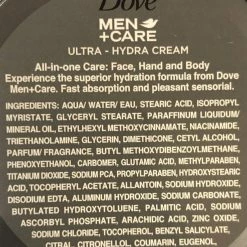 Dove
MEN
+CARE
ULTRA - HYDRA CREAM
All-in-one Care: Face, Hand and Body
Experience the superior hydration formula from Dove
Men+Care. Fast absorption and pleasant sensorial.
INGREDIENTS: AQUA/ WATER/ EAU, STEARIC ACID, ISOPROPYL
MYRISTATE, GLYCERYL STEARATE, PARAFFINUM LIQUIDUM/
MINERAL OIL, ETHYLHEXYL METHOXYCINNAMATE, NIACINAMIDE,
TRIETHANOLAMINE, GLYCERIN, DIMETHICONE, CETYL ALCOHOL,
PARFUM/ FRAGRANCE, BUTYL METHOXYDIBENZOYLMETHANE,
PHENOXYETHANOL, CARBOMER, GLUTAMIC ACID, METHYLPARABEN,
TITANIUM DIOXIDE, SODIUM PCA, PROPYLPARABEN, HYDROXYSTEARIC
ACID, TOCOPHERYL ACETATE, ALLANTOIN, SODIUM HYDROXIDE,
DISODIUM EDTA, ALUMINUM HYDROXIDE, SODIUM CARBOMER,
BUTYLATED HYDROXYTOLUENE, PALMITIC ACID, SODIUM
ASCORBYL PHOSPHATE, ARACHIDIC ACID, ZINC OXIDE,
SODIUM CHLORIDE, TOCOPHEROL, BENZYL SALICYLATE,
CITRAL, CITRONELLOL, COUMARIN, EUGENOL,